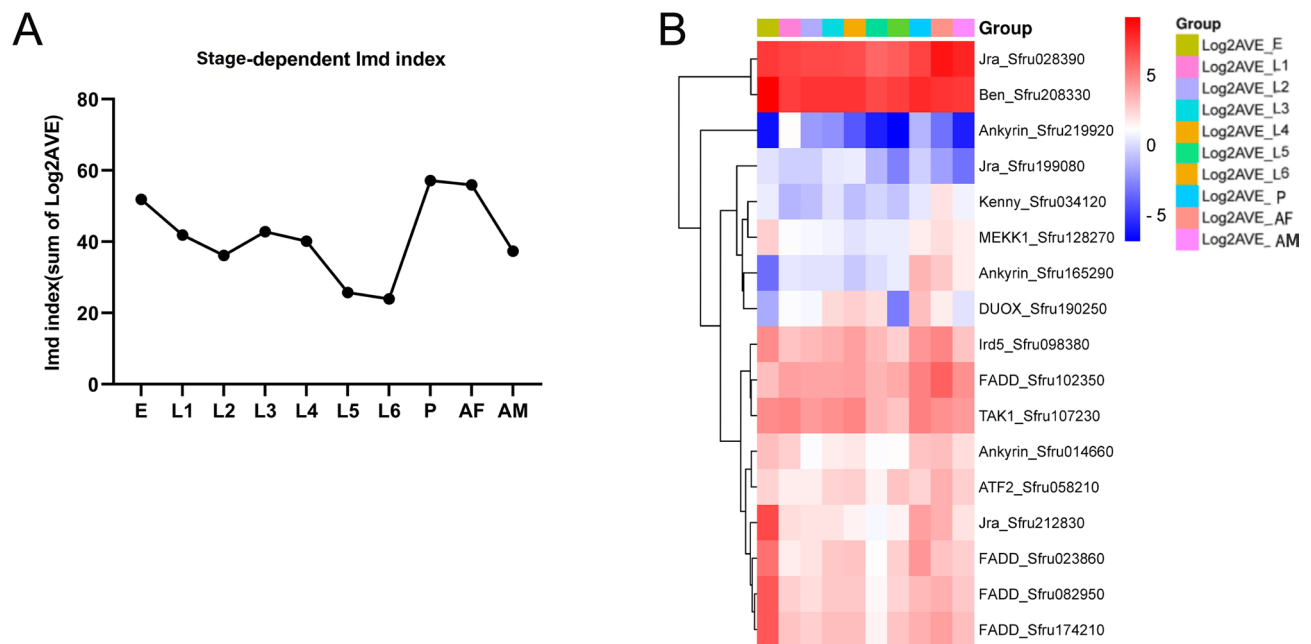 A
Stage-dependent Imd index
Imd index(sum of Log2AVE)
80
60
40
20
0
E L1 L2 L3 L4 L5 L6 P AF AM
B
Group
Jra_Sfru028390
Ben_Sfru208330
Ankyrin_Sfru219920
Jra_Sfru199080
Kenny_Sfru034120
MEKK1_Sfru128270
Ankyrin_Sfru165290
DUOX_Sfru190250
Ird5_Sfru098380
FADD_Sfru102350
TAK1_Sfru107230
Ankyrin_Sfru014660
ATF2_Sfru058210
Jra_Sfru212830
FADD_Sfru023860
FADD_Sfru082950
FADD_Sfru174210
5
0
- 5
Group
Log2AVE_E
Log2AVE_L1
Log2AVE_L2
Log2AVE_L3
Log2AVE_L4
Log2AVE_L5
Log2AVE_L6
Log2AVE_ P
Log2AVE_ AF
Log2AVE_ AM